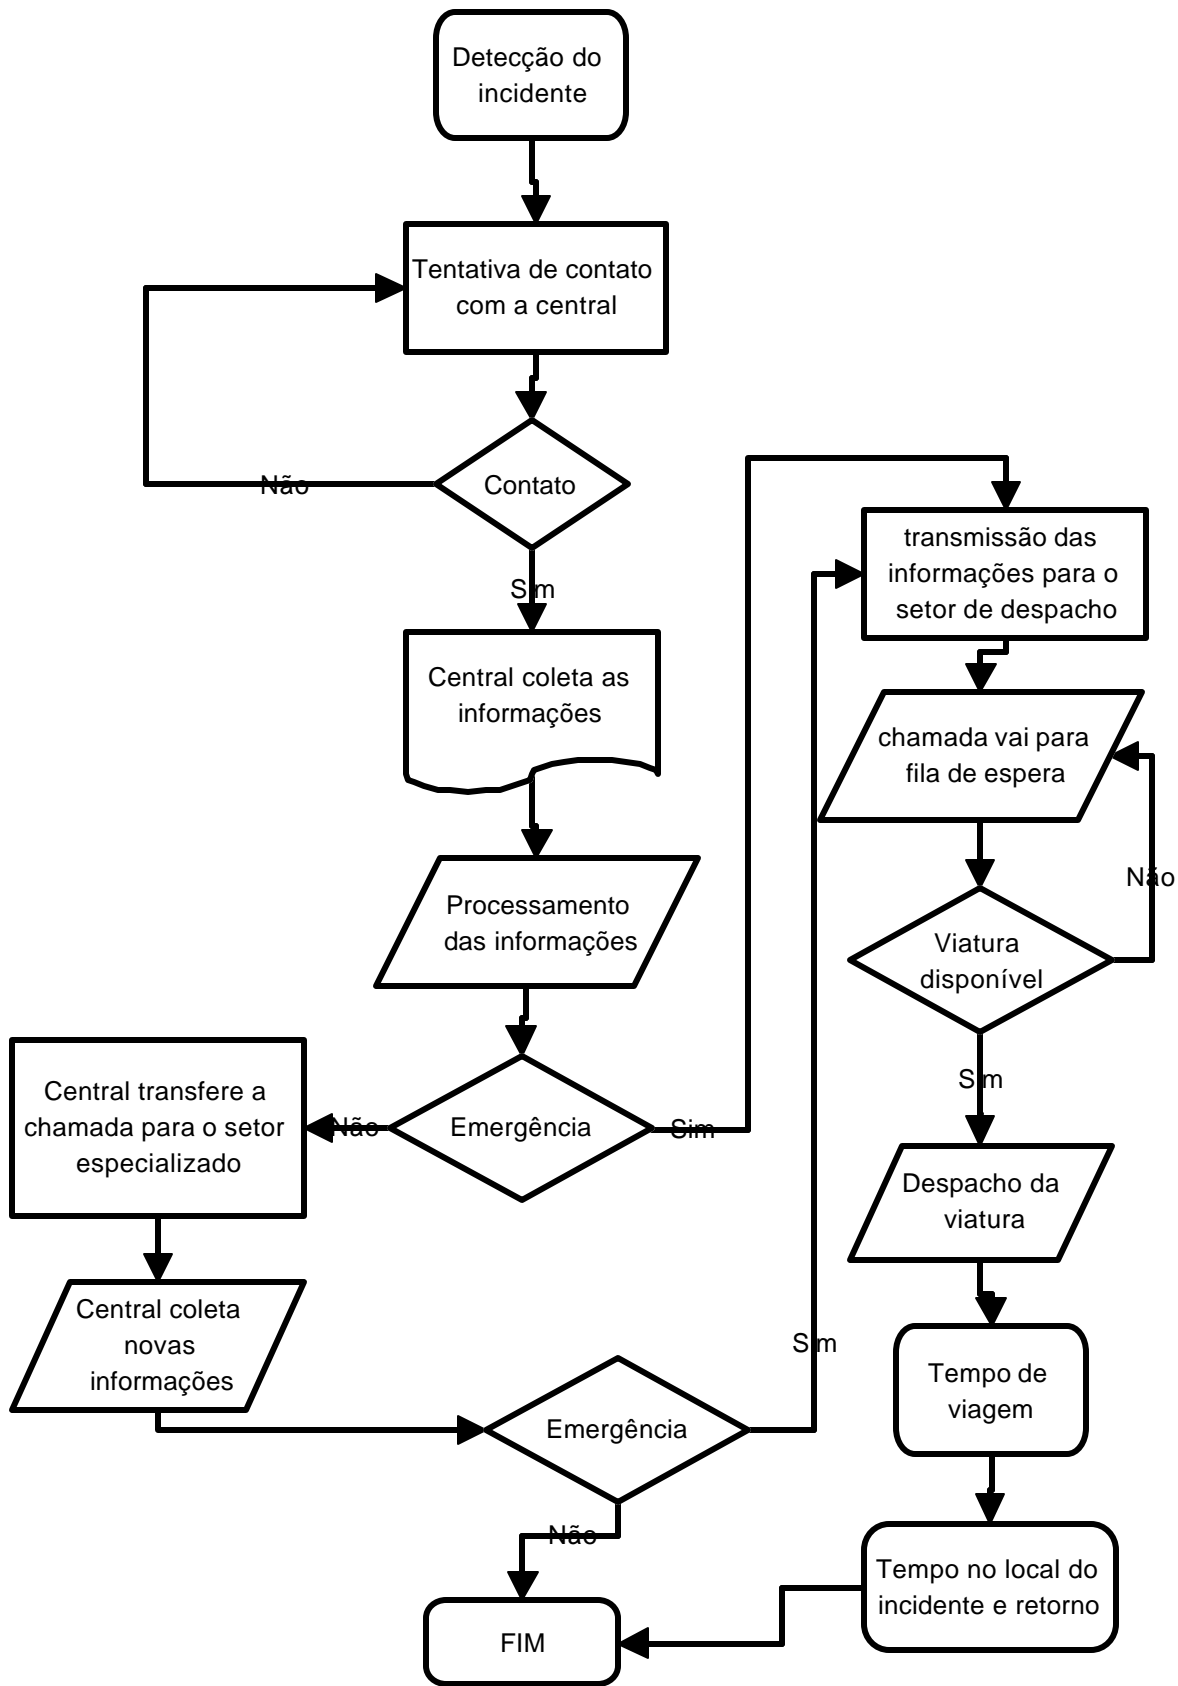 Detecção do
incidente
Tentativa de contato
com a central
Contato
Não
Sim
Central coleta as
informações
Processamento
das informações
Emergência
Não
Sim
Central transfere a
chamada para o setor
especializado
Central coleta
novas
informações
Emergência
Sim
Não
FIM
transmissão das
informações para o
setor de despacho
chamada vai para
fila de espera
Viatura
disponível
Não
Sim
Despacho da
viatura
Tempo de
viagem
Tempo no local do
incidente e retorno